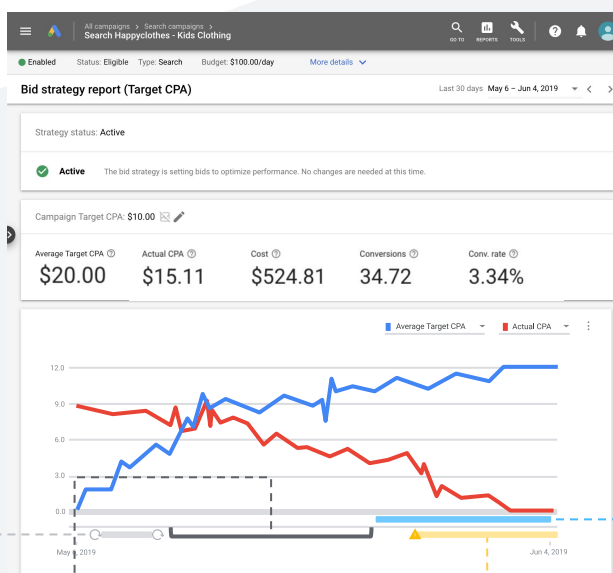 All campaigns > Search campaigns >
Search Happyclothes - Kids Clothing
GO TO REPORTS TOOLS
Enabled Status: Eligible Type: Search Budget: $100.00/day More details
Bid strategy report (Target CPA) Last 30 days May 6 – Jun 4, 2019
Strategy status: Active
Active The bid strategy is setting bids to optimize performance. No changes are needed at this time.
Campaign Target CPA: $10.00
Average Target CPA Actual CPA Cost Conversions Conv. rate
$20.00 $15.11 $524.81 34.72 3.34%
Average Target CPA Actual CPA
12.0
9.0
6.0
3.0
0.0
May 2019 Jun 4, 2019